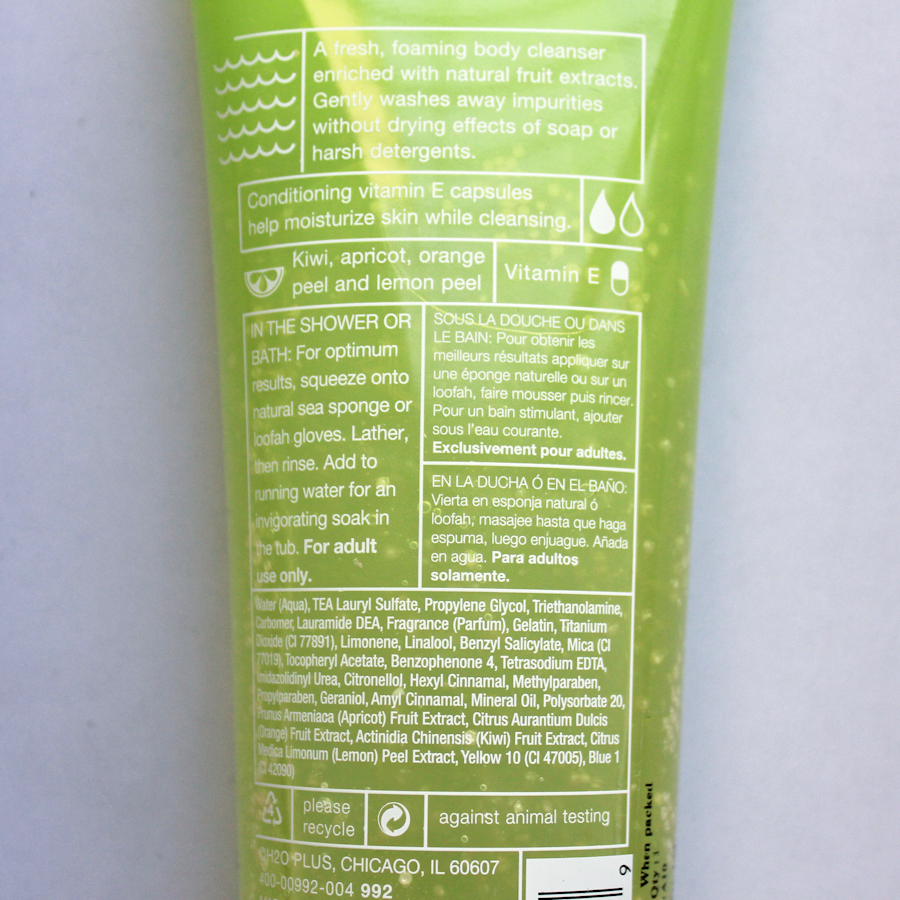 A fresh, foaming body cleanser
enriched with natural fruit extracts.
Gently washes away impurities
without drying effects of soap or
harsh detergents.
Conditioning vitamin E capsules
help moisturize skin while cleansing.
Kiwi, apricot, orange
peel and lemon peel
Vitamin E
IN THE SHOWER OR
BATH: For optimum
results, squeeze onto
natural sea sponge or
loofah gloves. Lather,
then rinse. Add to
running water for an
invigorating soak in
the tub. For adult
use only.
SOUS LA DOUCHE OU DANS
LE BAIN: Pour obtenir les
meilleurs résultats appliquer sur
une éponge naturelle ou sur un
loofah, faire mousser puis rincer.
Pour un bain stimulant, ajouter
sous l'eau courante.
Exclusivement pour adultes.
EN LA DUCHA Ó EN EL BAÑO:
Vierta en esponja natural ó
loofah, masajee hasta que haga
espuma, luego enjuague. Añada
en agua. Para adultos
solamente.
Water (Aqua), TEA Lauryl Sulfate, Propylene Glycol, Triethanolamine,
Carbomer, Lauramide DEA, Fragrance (Parfum), Gelatin, Titanium
Dioxide (CI 77891), Limonene, Linalool, Benzyl Salicylate, Mica (CI
77019), Tocopheryl Acetate, Benzophenone 4, Tetrasodium EDTA,
Imidazolidinyl Urea, Citronellol, Hexyl Cinnamal, Methylparaben,
Propylparaben, Geraniol, Amyl Cinnamal, Mineral Oil, Polysorbate 20,
Prunus Armeniaca (Apricot) Fruit Extract, Citrus Aurantium Dulcis
(Orange) Fruit Extract, Actinidia Chinensis (Kiwi) Fruit Extract, Citrus
Medica Limonum (Lemon) Peel Extract, Yellow 10 (CI 47005), Blue 1
(CI 42090)
4
please
recycle
against animal testing
©H2O PLUS, CHICAGO, IL 60607
400-00992-004 992
9
When packed
Qty